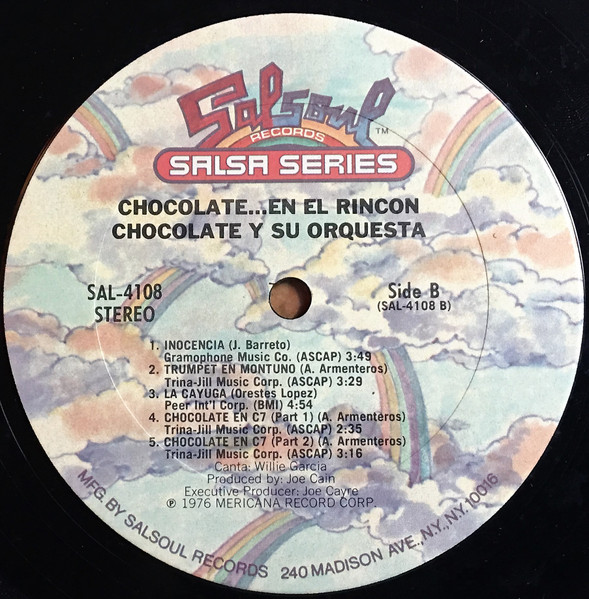 Salsoul
RECORDS
TM
SALSA SERIES
CHOCOLATE...EN EL RINCON
CHOCOLATE Y SU ORQUESTA
SAL-4108
STEREO
Side B
(SAL-4108 B)
1. INOCENCIA (J. Barreto)
Gramophone Music Co. (ASCAP) 3:49
2. TRUMPET EN MONTUNO (A. Armenteros)
Trina-Jill Music Corp. (ASCAP) 3:29
3. LA CAYUGA (Orestes Lopez)
Peer Int'l Corp. (BMI) 4:54
4. CHOCOLATE EN C7 (Part 1) (A. Armenteros)
Trina-Jill Music Corp. (ASCAP) 2:35
5. CHOCOLATE EN C7 (Part 2) (A. Armenteros)
Trina-Jill Music Corp. (ASCAP) 3:16
Canta: Willie Garcia
Produced by: Joe Cain
Executive Producer: Joe Cayre
℗ 1976 MERICANA RECORD CORP.
MFG. BY SALSOUL RECORDS 240 MADISON AVE., N.Y., N.Y. 10016